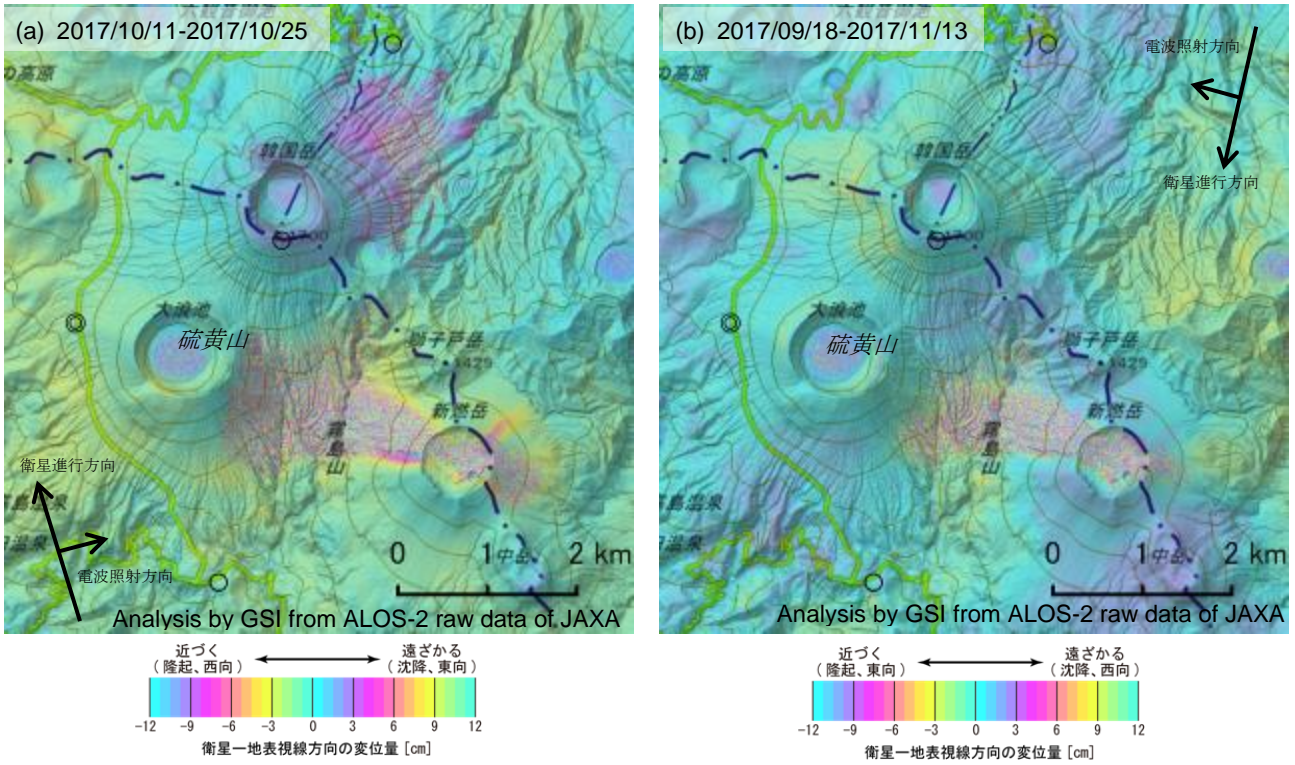 (a) 2017/10/11-2017/10/25
の高原
韓国岳
1700
大浪池
硫黄山
獅子戸岳
1429
新燃岳
霧島山
衛星進行方向
電波照射方向
0 1 2 km
中岳
Analysis by GSI from ALOS-2 raw data of JAXA
近づく
(隆起、西向)
遠ざかる
(沈降、東向)
-12 -9 -6 -3 0 3 6 9 12
衛星―地表視線方向の変位量 [cm]
(b) 2017/09/18-2017/11/13
電波照射方向
衛星進行方向
の高原
韓国岳
1700
大浪池
硫黄山
獅子戸岳
1429
新燃岳
霧島山
島温泉
温泉
0 1 2 km
中岳
Analysis by GSI from ALOS-2 raw data of JAXA
近づく
(隆起、東向)
遠ざかる
(沈降、西向)
-12 -9 -6 -3 0 3 6 9 12
衛星―地表視線方向の変位量 [cm]